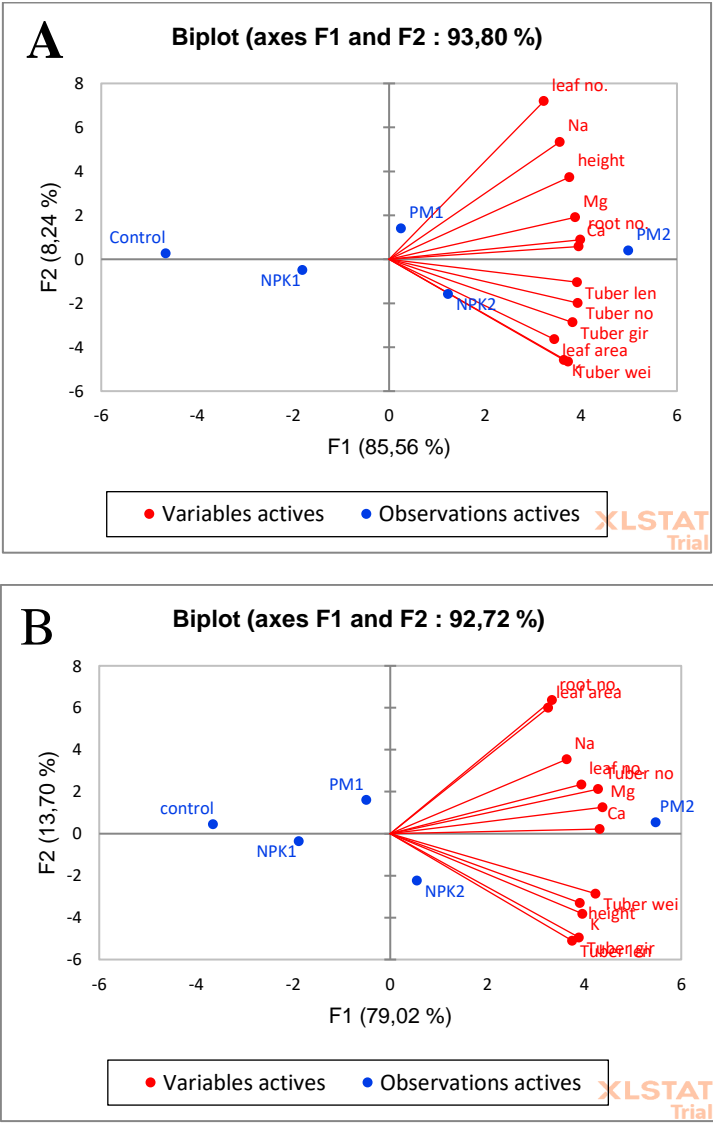 A
Biplot (axes F1 and F2 : 93,80 %)
8
6
4
2
0
-2
-4
-6
-6
-4
-2
0
2
4
6
F2 (8,24 %)
F1 (85,56 %)
leaf no.
Na
height
Mg
root no.
Ca
PM1
PM2
Control
NPK1
NPK2
Tuber len
Tuber no
Tuber gir
leaf area
K
Tuber wei
Variables actives
Observations actives
XLSTAT
Trial
B
Biplot (axes F1 and F2 : 92,72 %)
8
6
4
2
0
-2
-4
-6
-6
-4
-2
0
2
4
6
F2 (13,70 %)
F1 (79,02 %)
root no.
leaf area
Na
leaf no.
Tuber no
Mg
Ca
PM1
PM2
control
NPK1
NPK2
Tuber wei
height
K
Tuber gir
Tuber len
Variables actives
Observations actives
XLSTAT
Trial